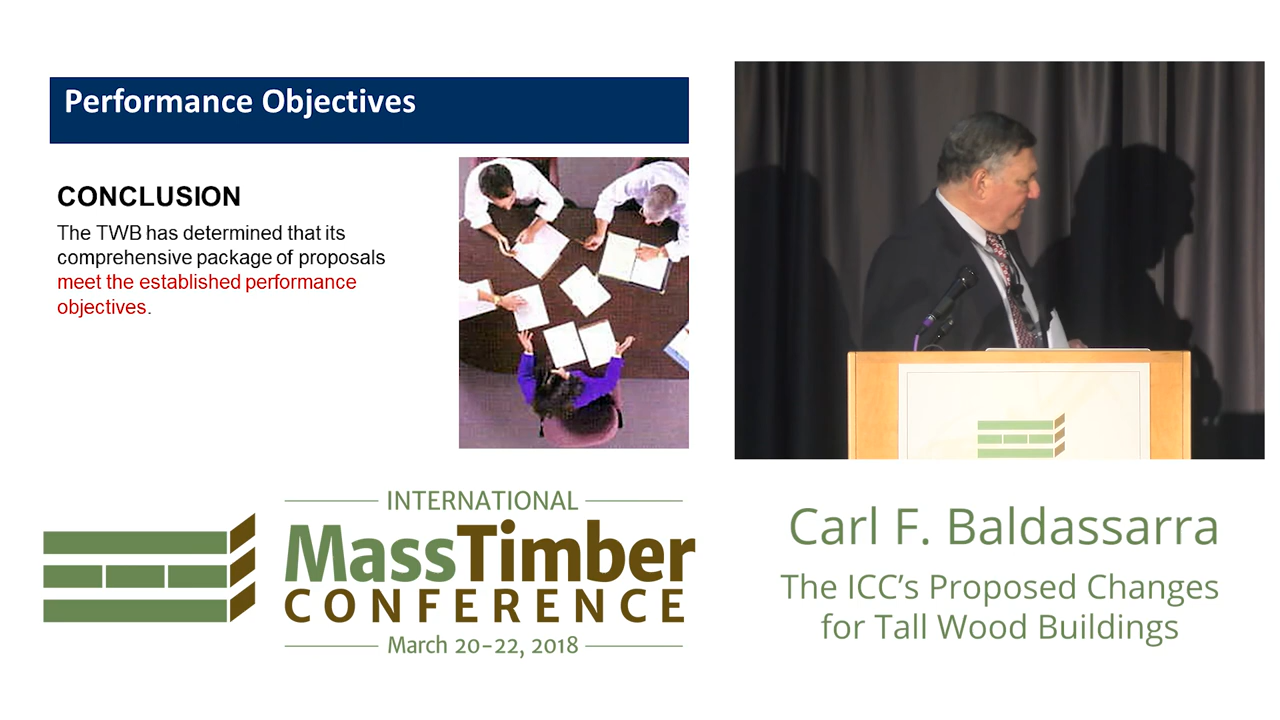 Performance Objectives
CONCLUSION
The TWB has determined that its
comprehensive package of proposals
meet the established performance
objectives.
INTERNATIONAL
MassTimber
CONFERENCE
March 20-22, 2018
Carl F. Baldassarra
The ICC’s Proposed Changes
for Tall Wood Buildings